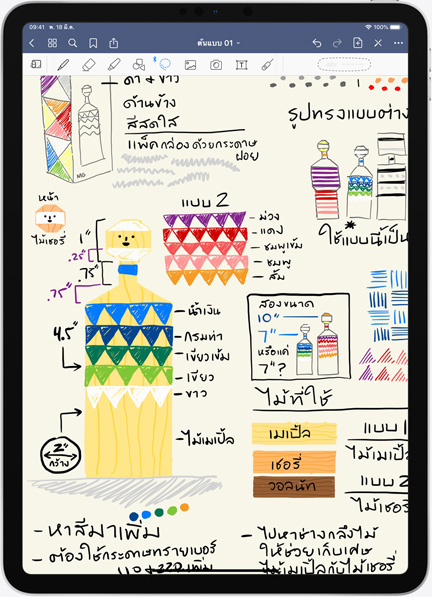 09:41 พ. 18 มี.ค.
100%
ต้นแบบ 01
ดำ + ขาว
ด้านข้าง
สีสดใส
แพ็คกล่องด้วยกระดาษ
ฝอย
MG
รูปทรงแบบต่าง
ใช้แบบนี้เป็น
หน้า
ไม้เชอรี่
1"
.25"
.75"
.75"
4.5"
2"
กว้าง
น้ำเงิน
กรมท่า
เขียวเข้ม
เขียว
ขาว
ไม้เมเปิ้ล
แบบ 2
ม่วง
แดง
ชมพูเข้ม
ชมพู
ส้ม
สองขนาด
10"
7"
หรือแค่
7"?
ไม้ที่ใช้
เมเปิ้ล
เชอรี่
วอลนัท
แบบ 1
ไม้เมเปิ้ล
แบบ 2
ไม้เชอรี่
- หาสีมาเพิ่ม
- ต้องใช้กระดาษทรายเบอร์
220 เพิ่ม
- ไปหาช่างกลึงไม้
ให้ช่วยเก็บเศษ
ไม้เมเปิ้ลกับไม้เชอรี่